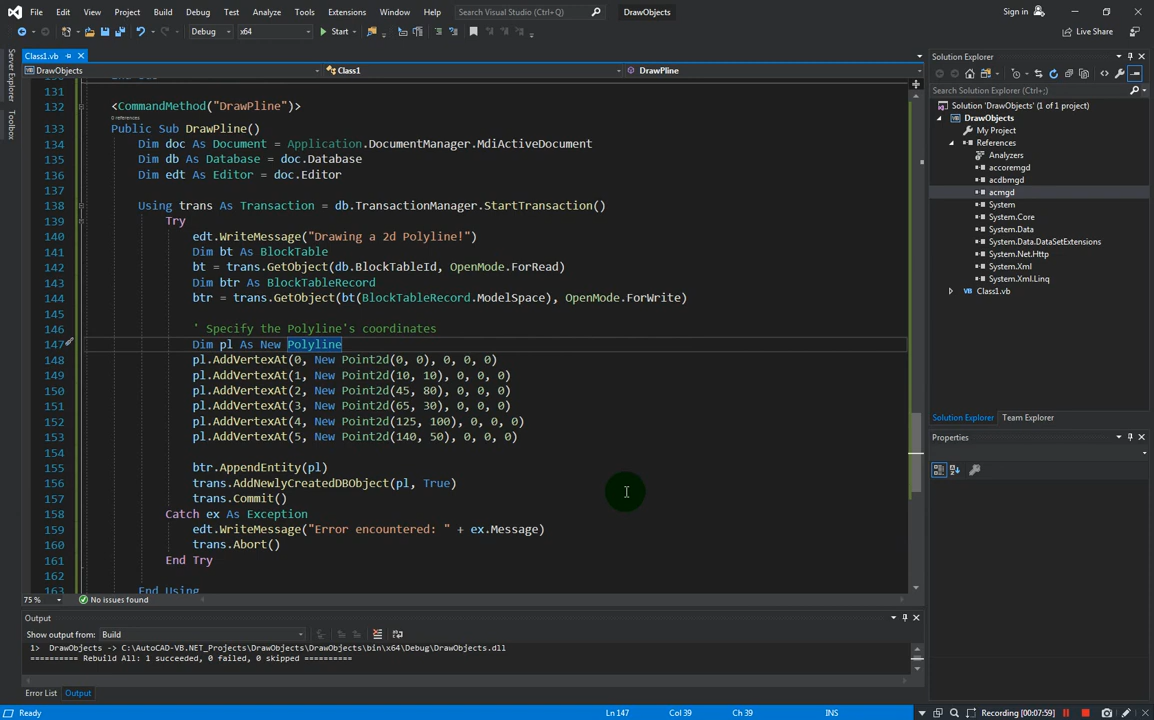 File Edit View Project Build Debug Test Analyze Tools Extensions Window Help Search Visual Studio (Ctrl+Q) DrawObjects Sign in
Debug x64 Start Live Share
Server Explorer
Toolbox
Class1.vb
DrawObjects Class1 DrawPline
131
132 <CommandMethod("DrawPline")>
0 references
133 Public Sub DrawPline()
134 Dim doc As Document = Application.DocumentManager.MdiActiveDocument
135 Dim db As Database = doc.Database
136 Dim edt As Editor = doc.Editor
137
138 Using trans As Transaction = db.TransactionManager.StartTransaction()
139 Try
140 edt.WriteMessage("Drawing a 2d Polyline!")
141 Dim bt As BlockTable
142 bt = trans.GetObject(db.BlockTableId, OpenMode.ForRead)
143 Dim btr As BlockTableRecord
144 btr = trans.GetObject(bt(BlockTableRecord.ModelSpace), OpenMode.ForWrite)
145
146 ' Specify the Polyline's coordinates
147 Dim pl As New Polyline
148 pl.AddVertexAt(0, New Point2d(0, 0), 0, 0, 0)
149 pl.AddVertexAt(1, New Point2d(10, 10), 0, 0, 0)
150 pl.AddVertexAt(2, New Point2d(45, 80), 0, 0, 0)
151 pl.AddVertexAt(3, New Point2d(65, 30), 0, 0, 0)
152 pl.AddVertexAt(4, New Point2d(125, 100), 0, 0, 0)
153 pl.AddVertexAt(5, New Point2d(140, 50), 0, 0, 0)
154
155 btr.AppendEntity(pl)
156 trans.AddNewlyCreatedDBObject(pl, True)
157 trans.Commit()
158 Catch ex As Exception
159 edt.WriteMessage("Error encountered: " + ex.Message)
160 trans.Abort()
161 End Try
162
163 End Using
75 % No issues found
Output
Show output from: Build
1> DrawObjects -> C:\AutoCAD-VB.NET_Projects\DrawObjects\DrawObjects\bin\x64\Debug\DrawObjects.dll
========== Rebuild All: 1 succeeded, 0 failed, 0 skipped ==========
Error List Output
Solution Explorer
Search Solution Explorer (Ctrl+;)
Solution 'DrawObjects' (1 of 1 project)
DrawObjects
My Project
References
Analyzers
accoremgd
acdbmgd
acmgd
System
System.Core
System.Data
System.Data.DataSetExtensions
System.Net.Http
System.Xml
System.Xml.Linq
Class1.vb
Solution Explorer Team Explorer
Properties
Ready Ln 147 Col 39 Ch 39 INS Recording [00:07:59]